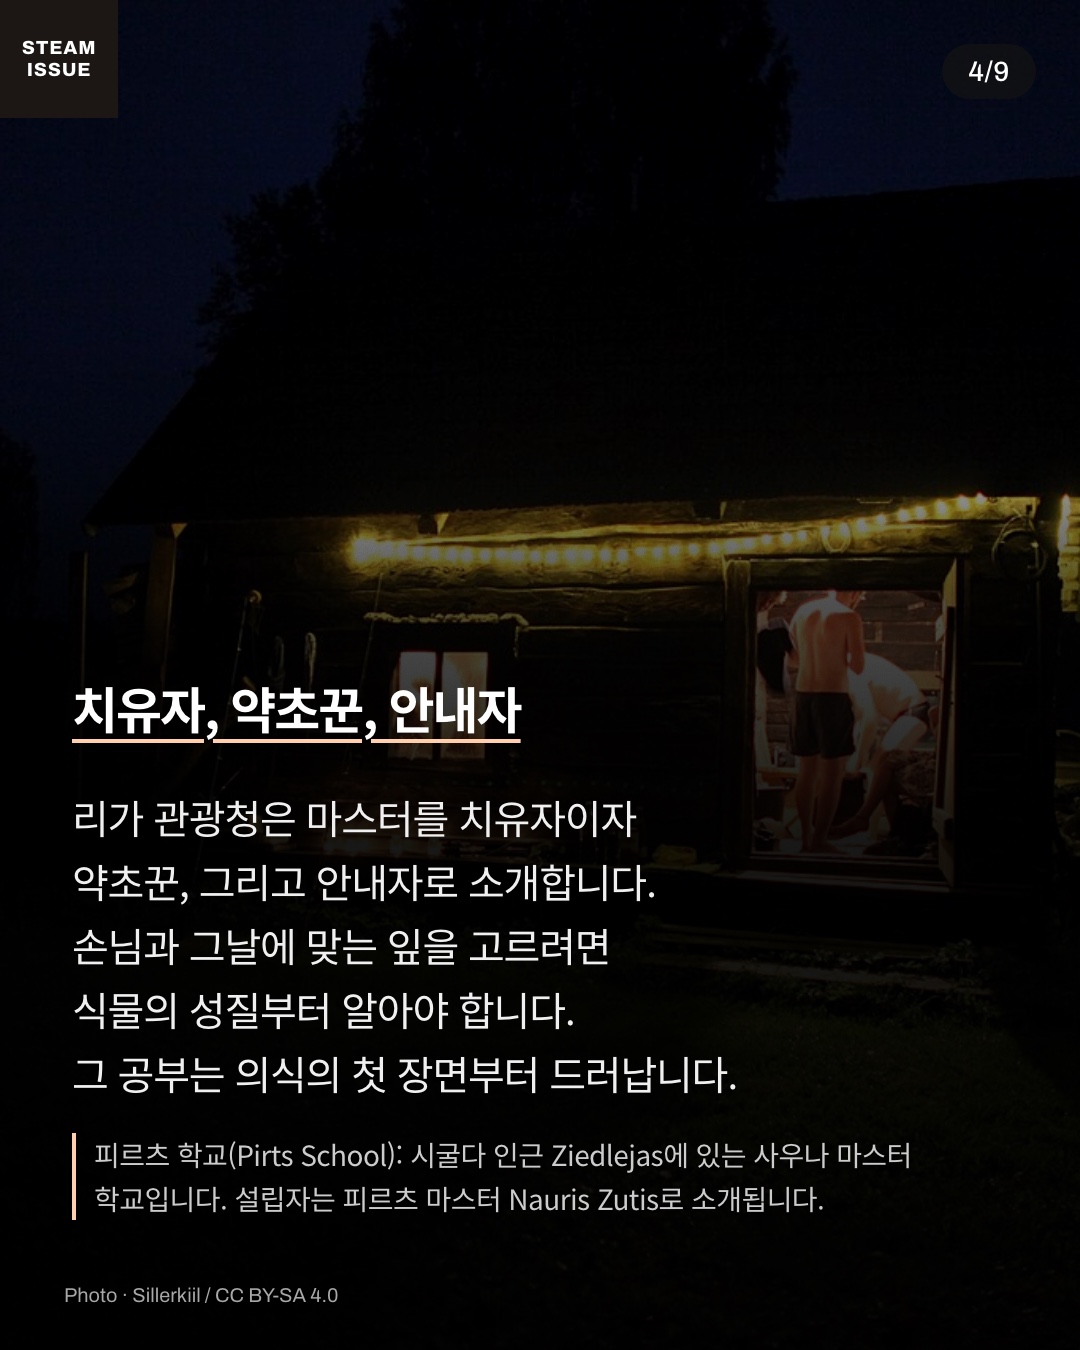 STEAM
ISSUE
4/9
치유자, 약초꾼, 안내자
리가 관광청은 마스터를 치유자이자
약초꾼, 그리고 안내자로 소개합니다.
손님과 그날에 맞는 잎을 고르려면
식물의 성질부터 알아야 합니다.
그 공부는 의식의 첫 장면부터 드러납니다.
피르츠 학교(Pirts School): 시굴다 인근 Ziedlejas에 있는 사우나 마스터
학교입니다. 설립자는 피르츠 마스터 Nauris Zutis로 소개됩니다.
Photo · Sillerkiil / CC BY-SA 4.0